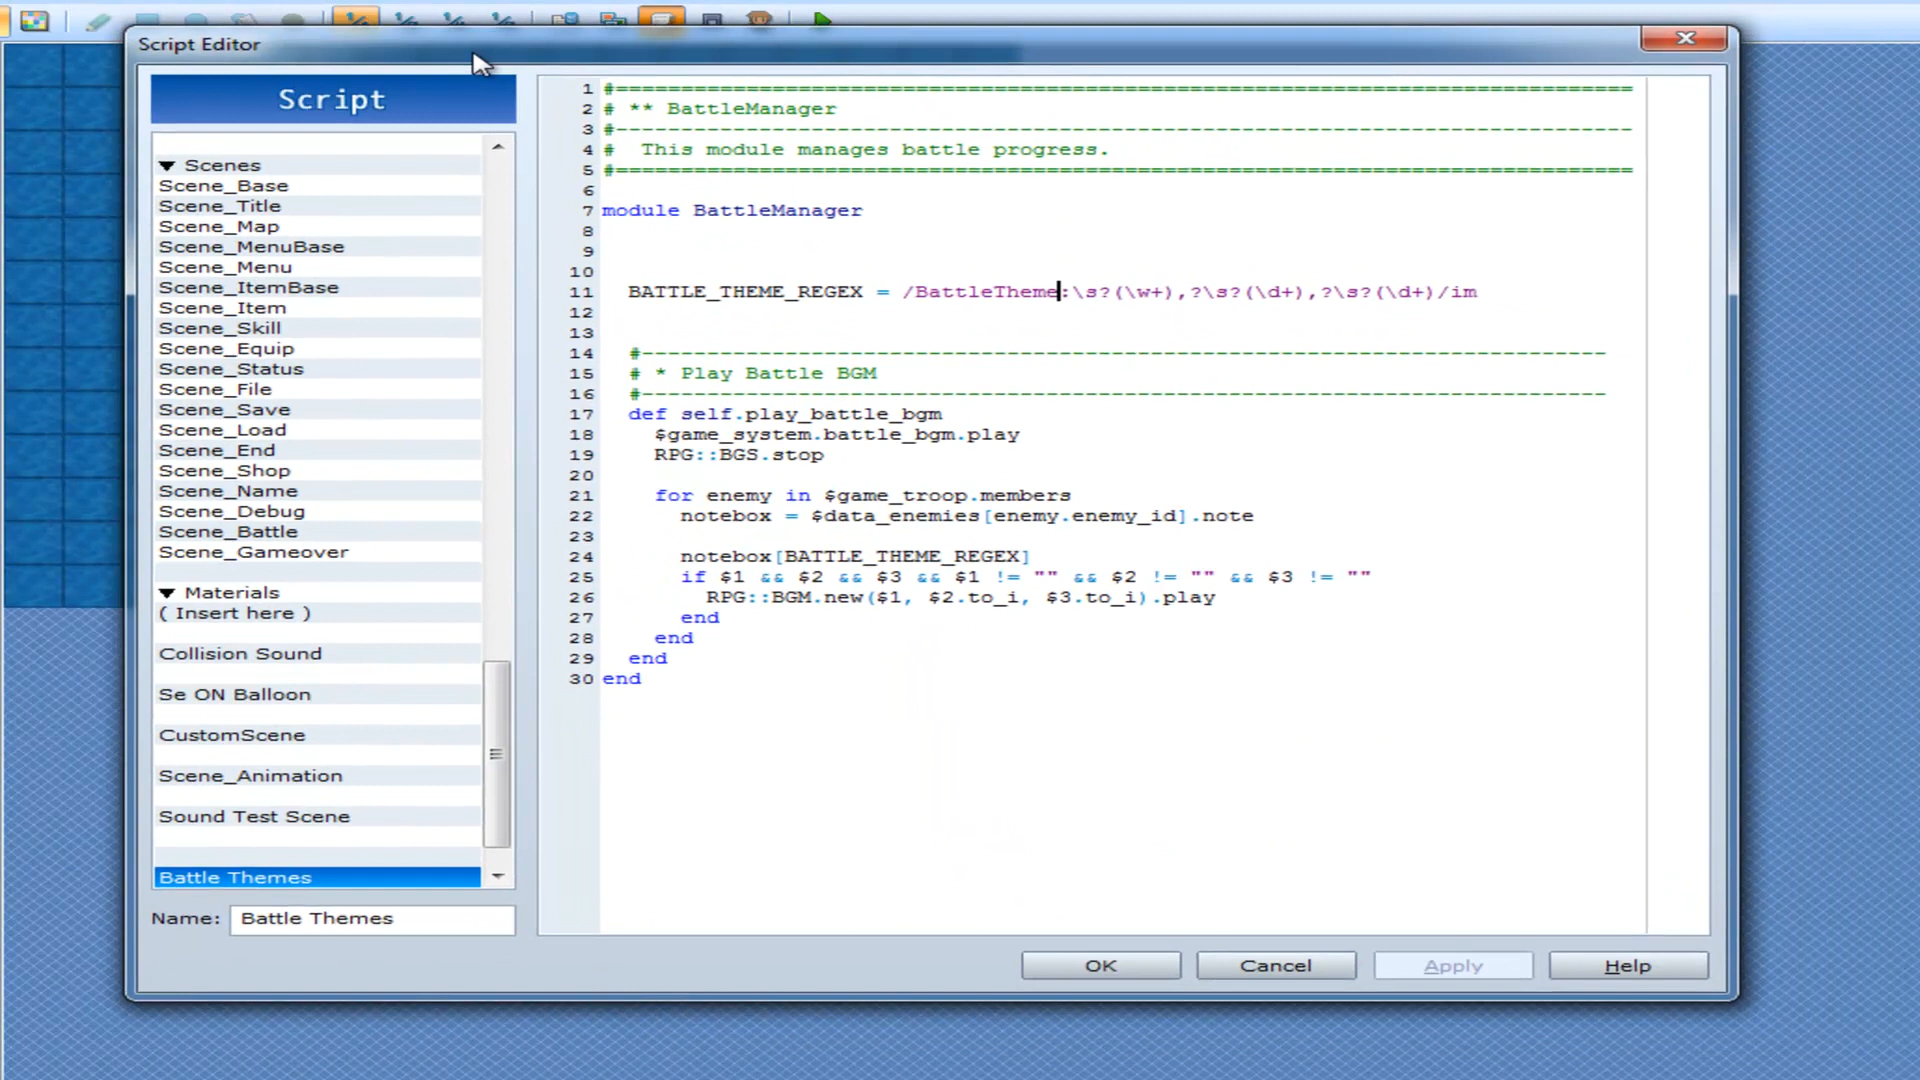 Script Editor
Script
▼ Scenes
Scene_Base
Scene_Title
Scene_Map
Scene_MenuBase
Scene_Menu
Scene_ItemBase
Scene_Item
Scene_Skill
Scene_Equip
Scene_Status
Scene_File
Scene_Save
Scene_Load
Scene_End
Scene_Shop
Scene_Name
Scene_Debug
Scene_Battle
Scene_Gameover
▼ Materials
( Insert here )
Collision Sound
Se ON Balloon
CustomScene
Scene_Animation
Sound Test Scene
Battle Themes
Name: Battle Themes
1 #==============================================================================
2 # ** BattleManager
3 #------------------------------------------------------------------------------
4 #  This module manages battle progress.
5 #==============================================================================
6
7 module BattleManager
8
9
10
11   BATTLE_THEME_REGEX = /BattleTheme:\s?(\w+),?\s?(\d+),?\s?(\d+)/im
12
13
14   #--------------------------------------------------------------------------
15   # * Play Battle BGM
16   #--------------------------------------------------------------------------
17   def self.play_battle_bgm
18     $game_system.battle_bgm.play
19     RPG::BGS.stop
20
21     for enemy in $game_troop.members
22       notebox = $data_enemies[enemy.enemy_id].note
23
24       notebox[BATTLE_THEME_REGEX]
25       if $1 && $2 && $3 && $1 != "" && $2 != "" && $3 != ""
26         RPG::BGM.new($1, $2.to_i, $3.to_i).play
27       end
28     end
29   end
30 end
OK Cancel Apply Help